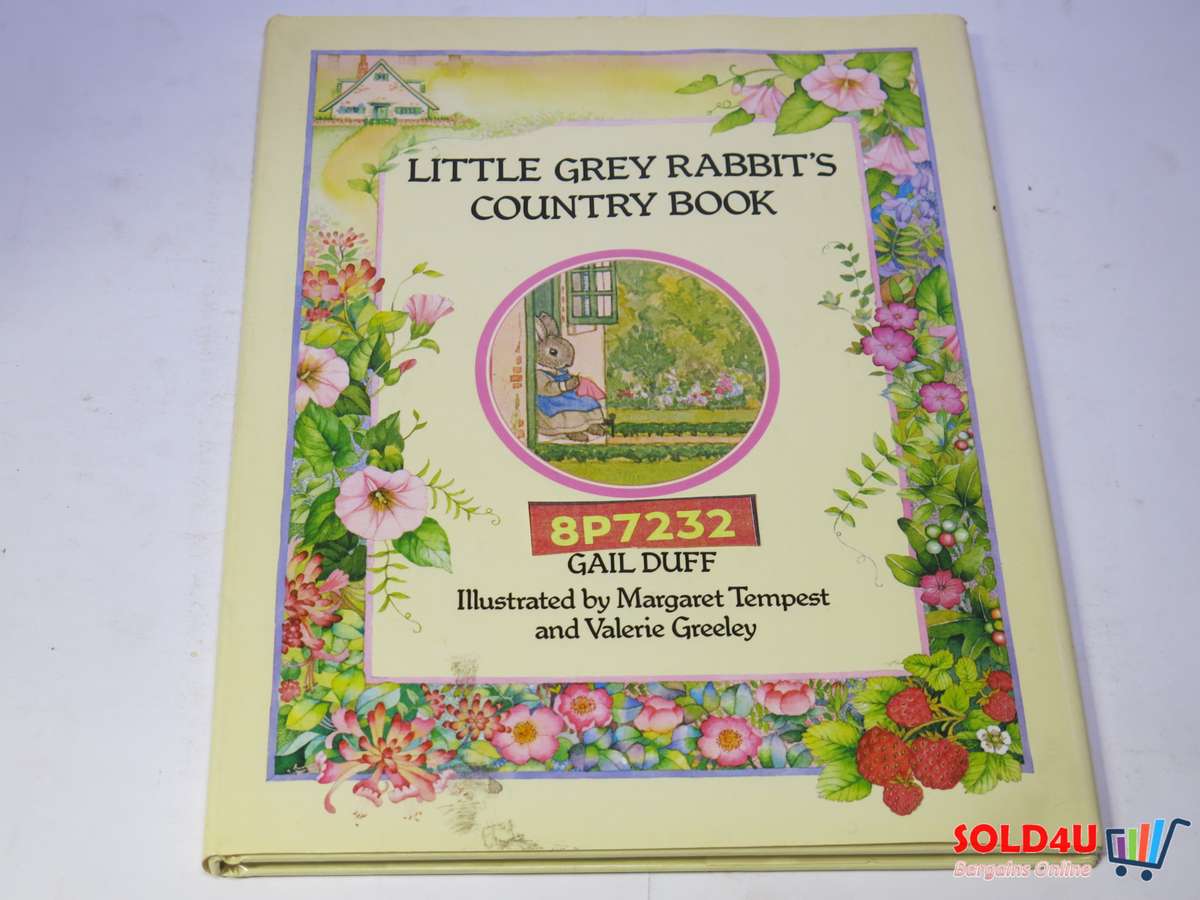 LITTLE GREY RABBIT'S
COUNTRY BOOK
8P7232
GAIL DUFF
Illustrated by Margaret Tempest
and Valerie Greeley
SOLD4U
Bargains Online